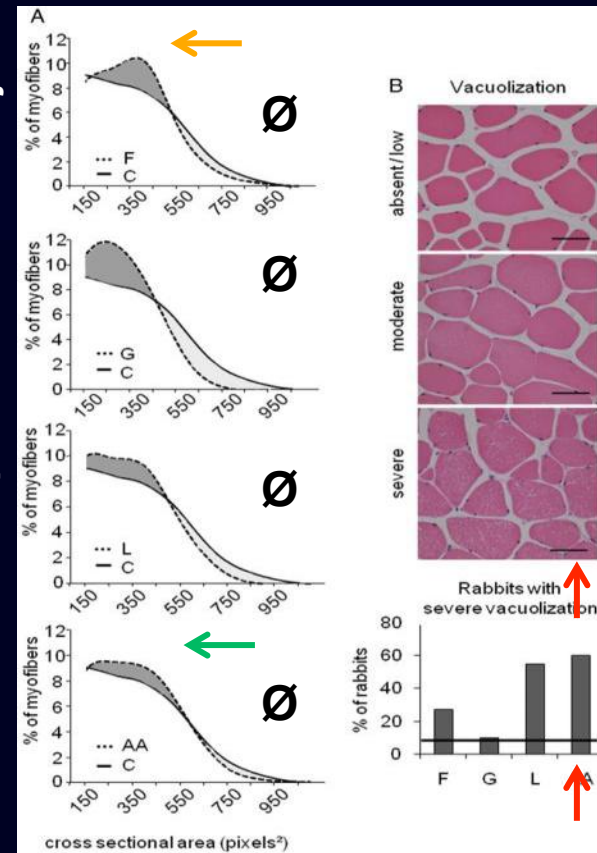 A
% of myofibers
12
10
8
6
4
2
0
F
C
Ø
150
350
550
750
950
% of myofibers
12
10
8
6
4
2
0
G
C
Ø
150
350
550
750
950
% of myofibers
12
10
8
6
4
2
0
L
C
Ø
150
350
550
750
950
% of myofibers
12
10
8
6
4
2
0
AA
C
Ø
150
350
550
750
950
cross sectional area (pixels²)
B
Vacuolization
absent / low
moderate
severe
Rabbits with
severe vacuolization
% of rabbits
80
60
40
20
0
F
G
L
A